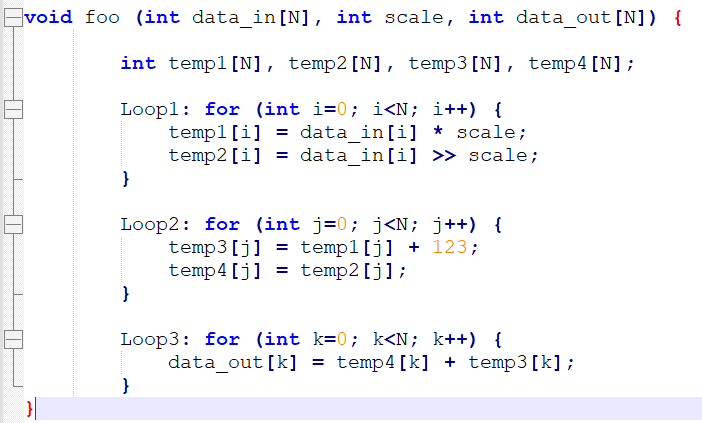 void foo (int data_in[N], int scale, int data_out[N]) {
int temp1[N], temp2[N], temp3[N], temp4[N];
Loop1: for (int i=0; i<N; i++) {
temp1[i] = data_in[i] * scale;
temp2[i] = data_in[i] >> scale;
}
Loop2: for (int j=0; j<N; j++) {
temp3[j] = temp1[j] + 123;
temp4[j] = temp2[j];
}
Loop3: for (int k=0; k<N; k++) {
data_out[k] = temp4[k] + temp3[k];
}
}